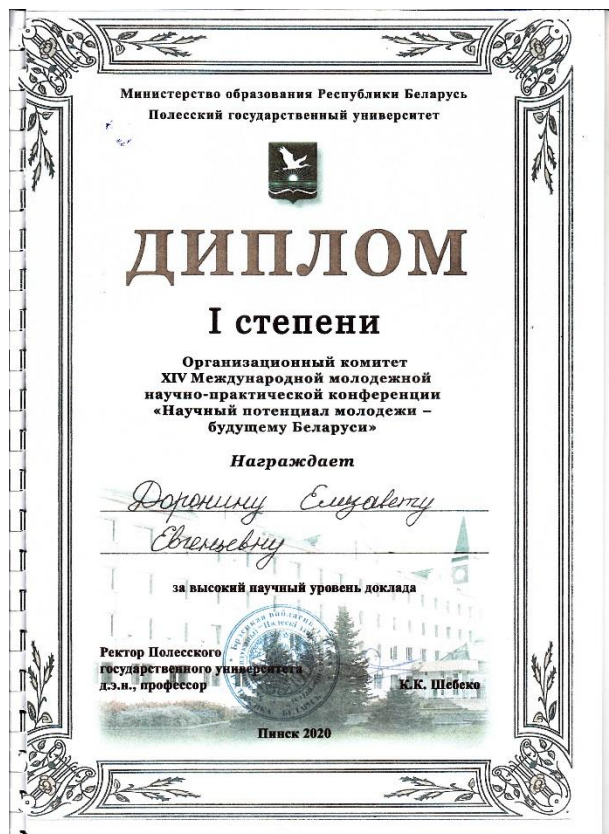 Министерство образования Республики Беларусь
Полесский государственный университет
ДИПЛОМ
I степени
Организационный комитет
XIV Международной молодежной
научно-практической конференции
«Научный потенциал молодежи –
будущему Беларуси»
Награждает
Доронину Елизавету
Евгеньевну
за высокий научный уровень доклада
Ректор Полесского
государственного университета
д.э.н., профессор К.К. Шебеко
Пинск 2020